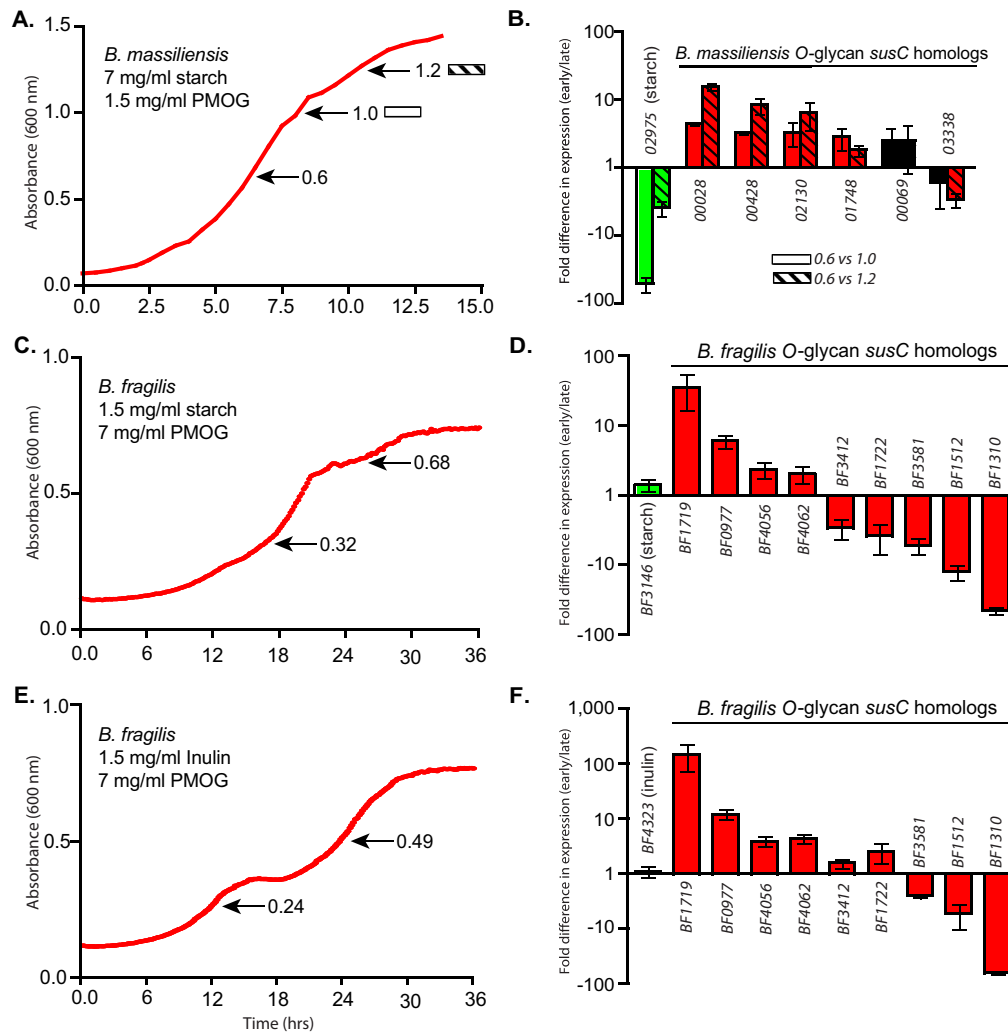 A.
1.5
1.0
0.5
0.0
Absorbance (600 nm)
B. massiliensis
7 mg/ml starch
1.5 mg/ml PMOG
1.2
1.0
0.6
0.0
2.5
5.0
7.5
10.0
12.5
15.0
B.
B. massiliensis O-glycan susC homologs
100
10
1
-10
-100
Fold difference in expression (early/late)
02975 (starch)
00028
00428
02130
01748
00069
03338
0.6 vs 1.0
0.6 vs 1.2
C.
1.0
0.5
0.0
Absorbance (600 nm)
B. fragilis
1.5 mg/ml starch
7 mg/ml PMOG
0.68
0.32
0.0
6
12
18
24
30
36
D.
B. fragilis O-glycan susC homologs
100
10
1
-10
-100
Fold difference in expression (early/late)
BF3146 (starch)
BF1719
BF0977
BF4056
BF4062
BF3412
BF1722
BF3581
BF1512
BF1310
E.
1.0
0.5
0.0
Absorbance (600 nm)
B. fragilis
1.5 mg/ml Inulin
7 mg/ml PMOG
0.49
0.24
0.0
6
12
18
24
30
36
Time (hrs)
F.
B. fragilis O-glycan susC homologs
1,000
100
10
1
-10
-100
Fold difference in expression (early/late)
BF4323 (inulin)
BF1719
BF0977
BF4056
BF4062
BF3412
BF1722
BF3581
BF1512
BF1310